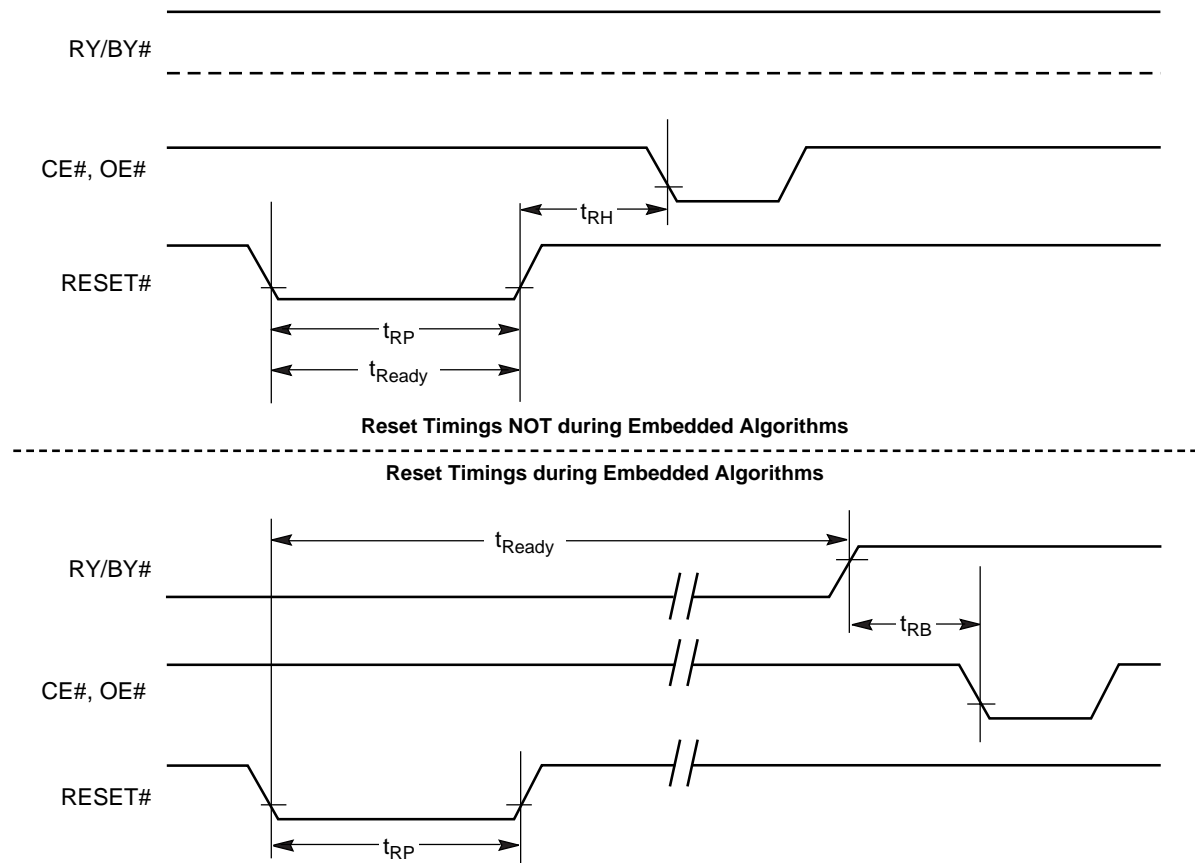 RY/BY#
CE#, OE#
tRH
RESET#
tRP
tReady
Reset Timings NOT during Embedded Algorithms
Reset Timings during Embedded Algorithms
tReady
RY/BY#
tRB
CE#, OE#
RESET#
tRP